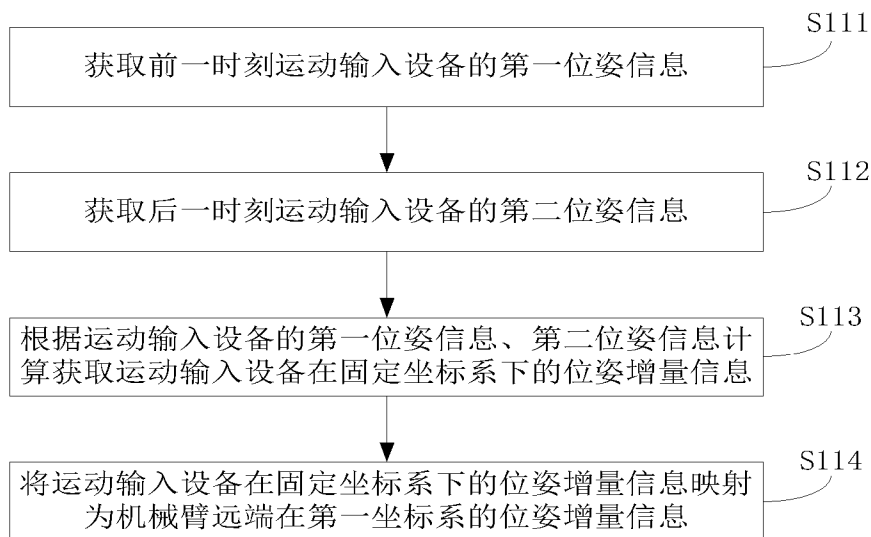 S111
获取前一时刻运动输入设备的第一位姿信息
S112
获取后一时刻运动输入设备的第二位姿信息
S113
根据运动输入设备的第一位姿信息、第二位姿信息计
算获取运动输入设备在固定坐标系下的位姿增量信息
S114
将运动输入设备在固定坐标系下的位姿增量信息映射
为机械臂远端在第一坐标系的位姿增量信息